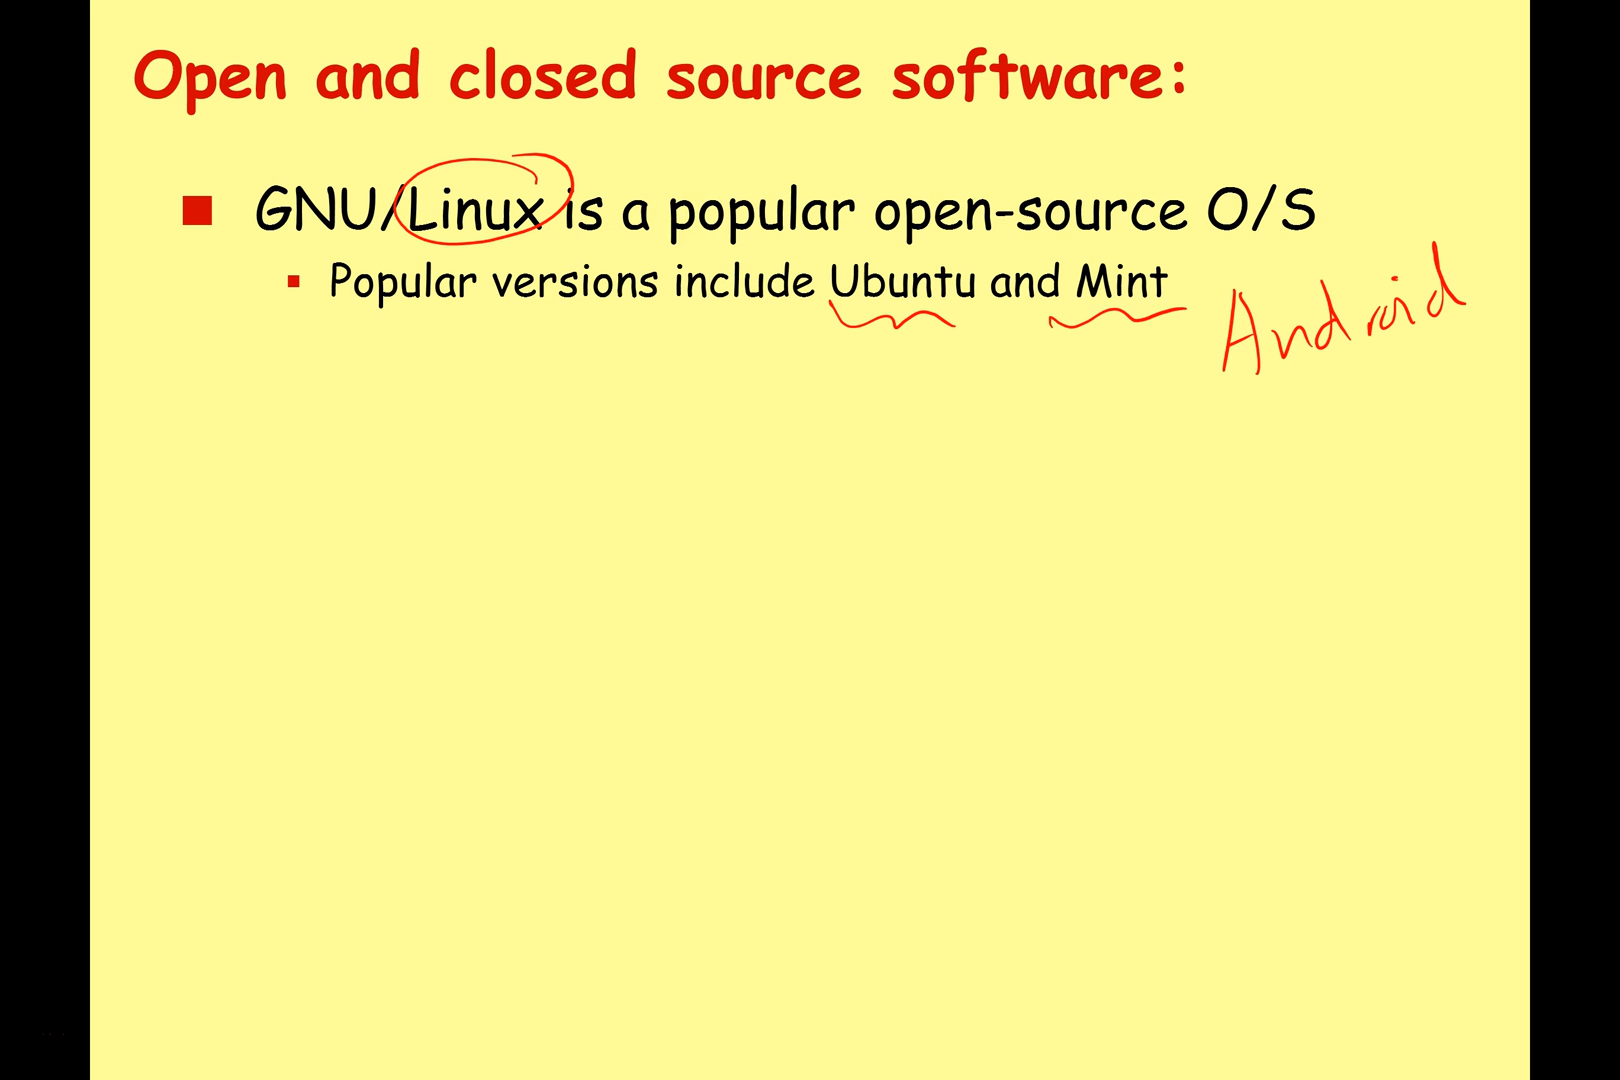 Open and closed source software:
GNU/Linux is a popular open-source O/S
Popular versions include Ubuntu and Mint
Android